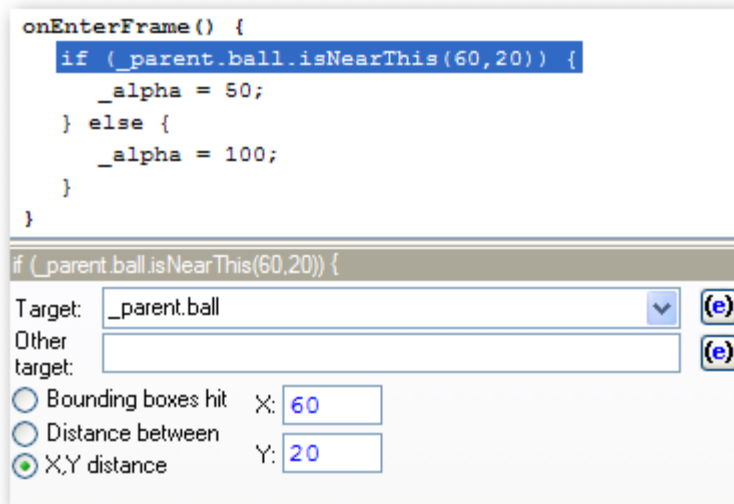 onEnterFrame() {
if (_parent.ball.isNearThis(60,20)) {
_alpha = 50;
} else {
_alpha = 100;
}
}
if (_parent.ball.isNearThis(60,20)) {
Target: _parent.ball (e)
Other target: (e)
Bounding boxes hit X: 60
Distance between
Y: 20
X,Y distance